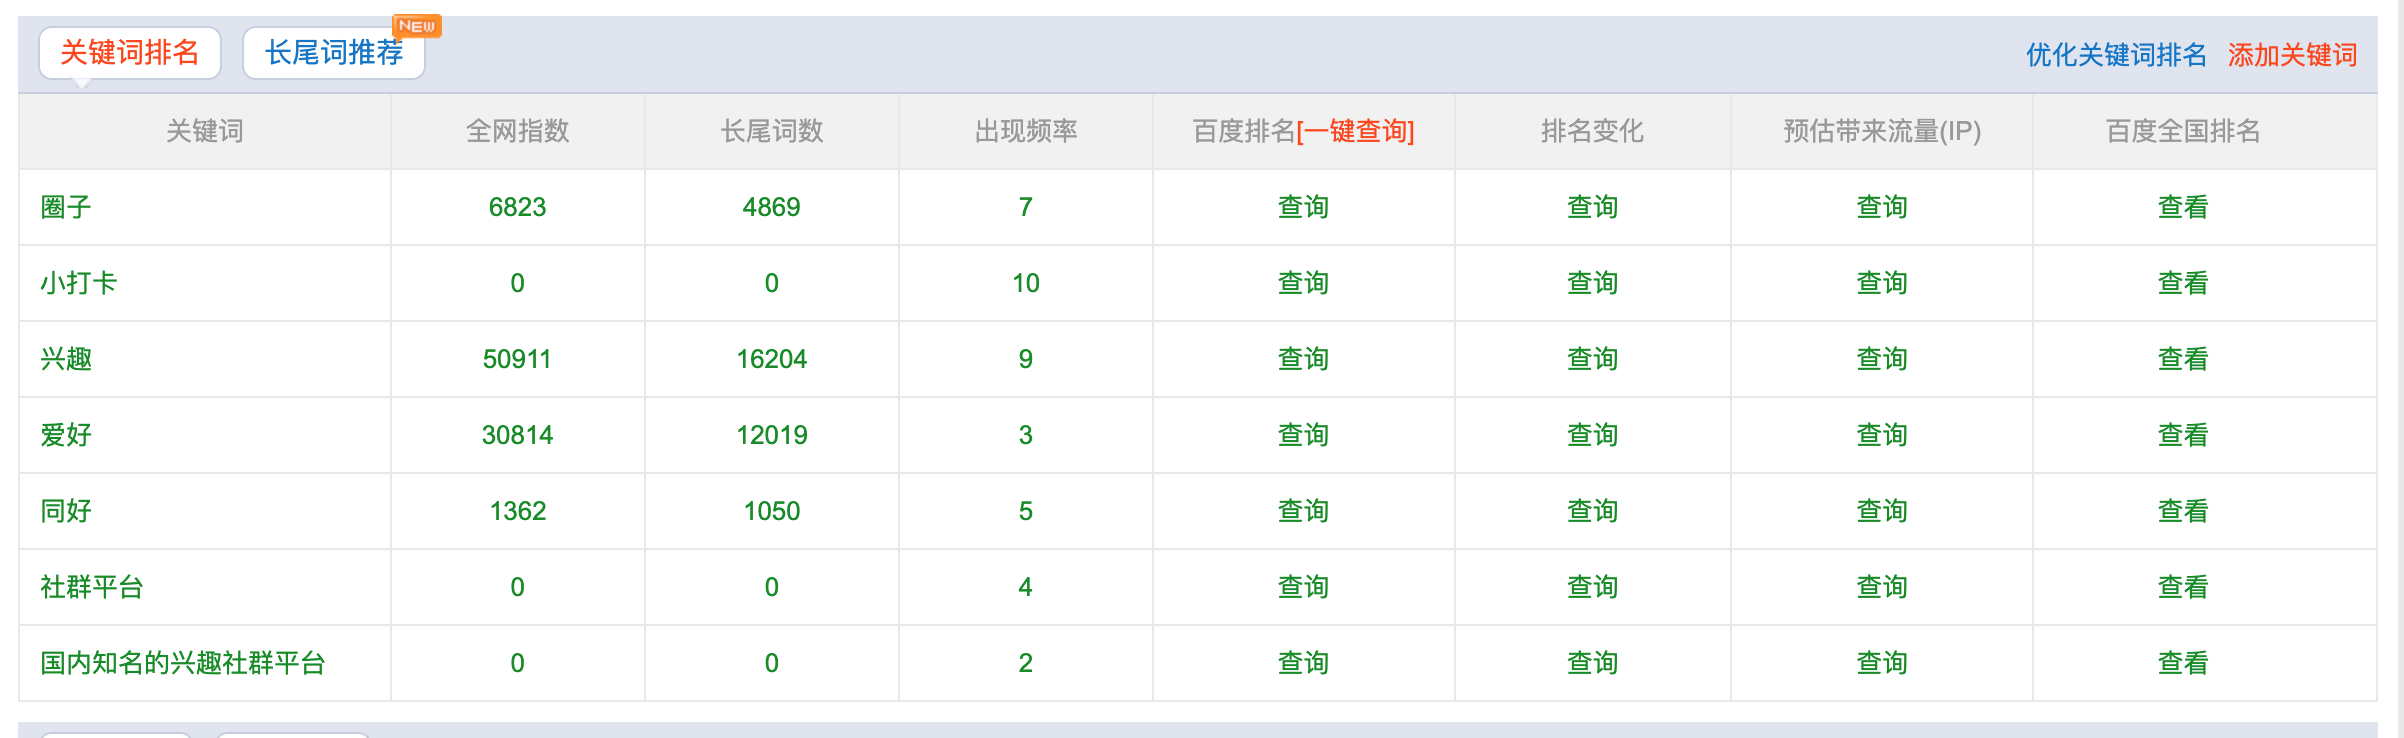 关键词排名 长尾词推荐 NEW 优化关键词排名 添加关键词
关键词 全网指数 长尾词数 出现频率 百度排名[一键查询] 排名变化 预估带来流量(IP) 百度全国排名
圈子 6823 4869 7 查询 查询 查询 查看
小打卡 0 0 10 查询 查询 查询 查看
兴趣 50911 16204 9 查询 查询 查询 查看
爱好 30814 12019 3 查询 查询 查询 查看
同好 1362 1050 5 查询 查询 查询 查看
社群平台 0 0 4 查询 查询 查询 查看
国内知名的兴趣社群平台 0 0 2 查询 查询 查询 查看